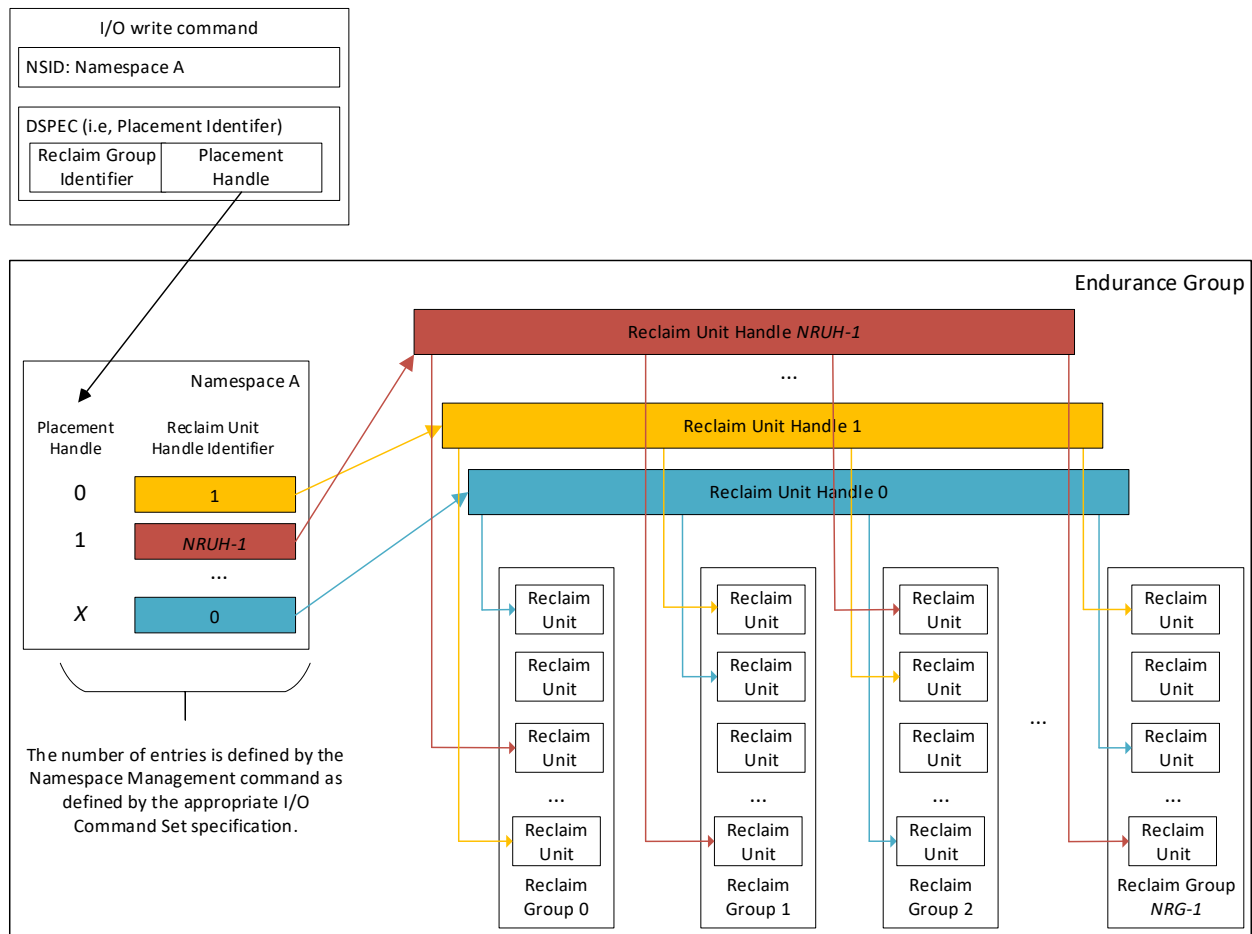 I/O write command
NSID: Namespace A
DSPEC (i.e, Placement Identifer)
Reclaim Group
Identifier
Placement
Handle
Endurance Group
Reclaim Unit Handle NRUH-1
...
Reclaim Unit Handle 1
Reclaim Unit Handle 0
Namespace A
Placement
Handle
Reclaim Unit
Handle Identifier
0
1
1
NRUH-1
...
X
0
The number of entries is defined by the
Namespace Management command as
defined by the appropriate I/O
Command Set specification.
Reclaim
Unit
Reclaim
Unit
Reclaim
Unit
...
Reclaim
Unit
Reclaim
Group 0
Reclaim
Unit
Reclaim
Unit
Reclaim
Unit
...
Reclaim
Unit
Reclaim
Group 1
Reclaim
Unit
Reclaim
Unit
Reclaim
Unit
...
Reclaim
Unit
Reclaim
Group 2
...
Reclaim
Unit
Reclaim
Unit
Reclaim
Unit
...
Reclaim
Unit
Reclaim Group
NRG-1